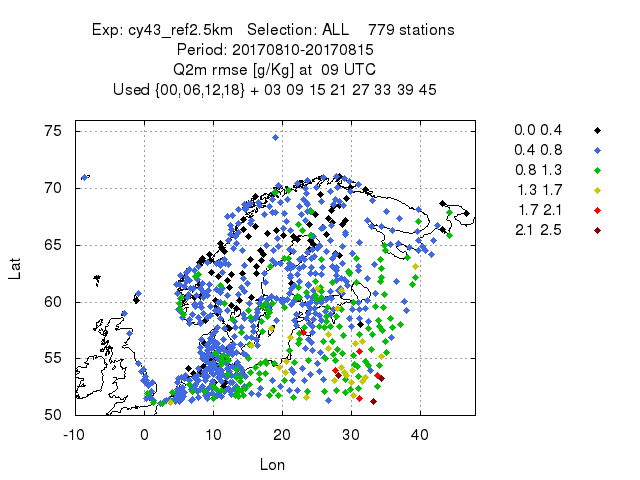 Exp: cy43_ref2.5km   Selection: ALL    779 stations
Period: 20170810-20170815
Q2m rmse [g/Kg] at  09 UTC
Used {00,06,12,18} + 03 09 15 21 27 33 39 45
0.0 0.4
0.4 0.8
0.8 1.3
1.3 1.7
1.7 2.1
2.1 2.5
75
70
65
60
55
50
Lat
-10 0 10 20 30 40
Lon